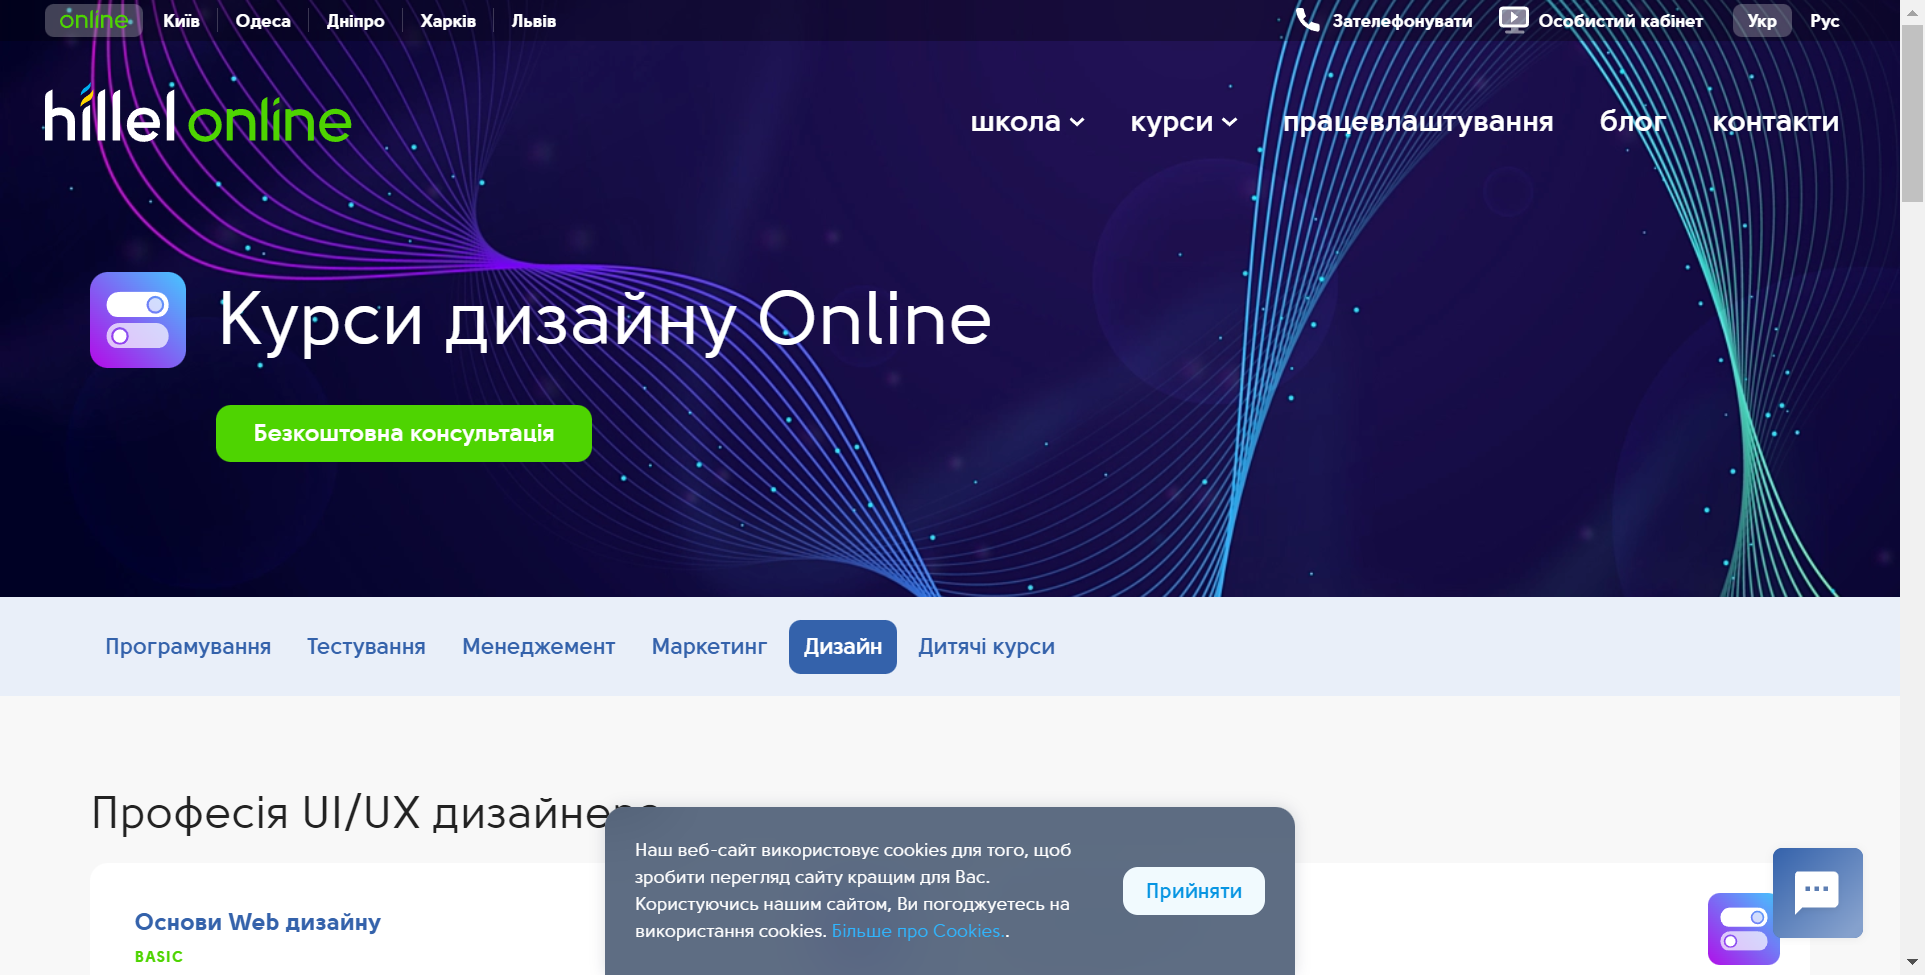 online Київ Одеса Дніпро Харків Львів Зателефонувати Особистий кабінет Укр Рус
hillel online школа курси працевлаштування блог контакти
Курси дизайну Online
Безкоштовна консультація
Програмування Тестування Менеджемент Маркетинг Дизайн Дитячі курси
Професія UI/UX дизайнера
Наш веб-сайт використовує cookies для того, щоб
зробити перегляд сайту кращим для Вас.
Користуючись нашим сайтом, Ви погоджуетесь на
використання cookies. Більше про Cookies..
Прийняти
Основи Web дизайну
BASIC